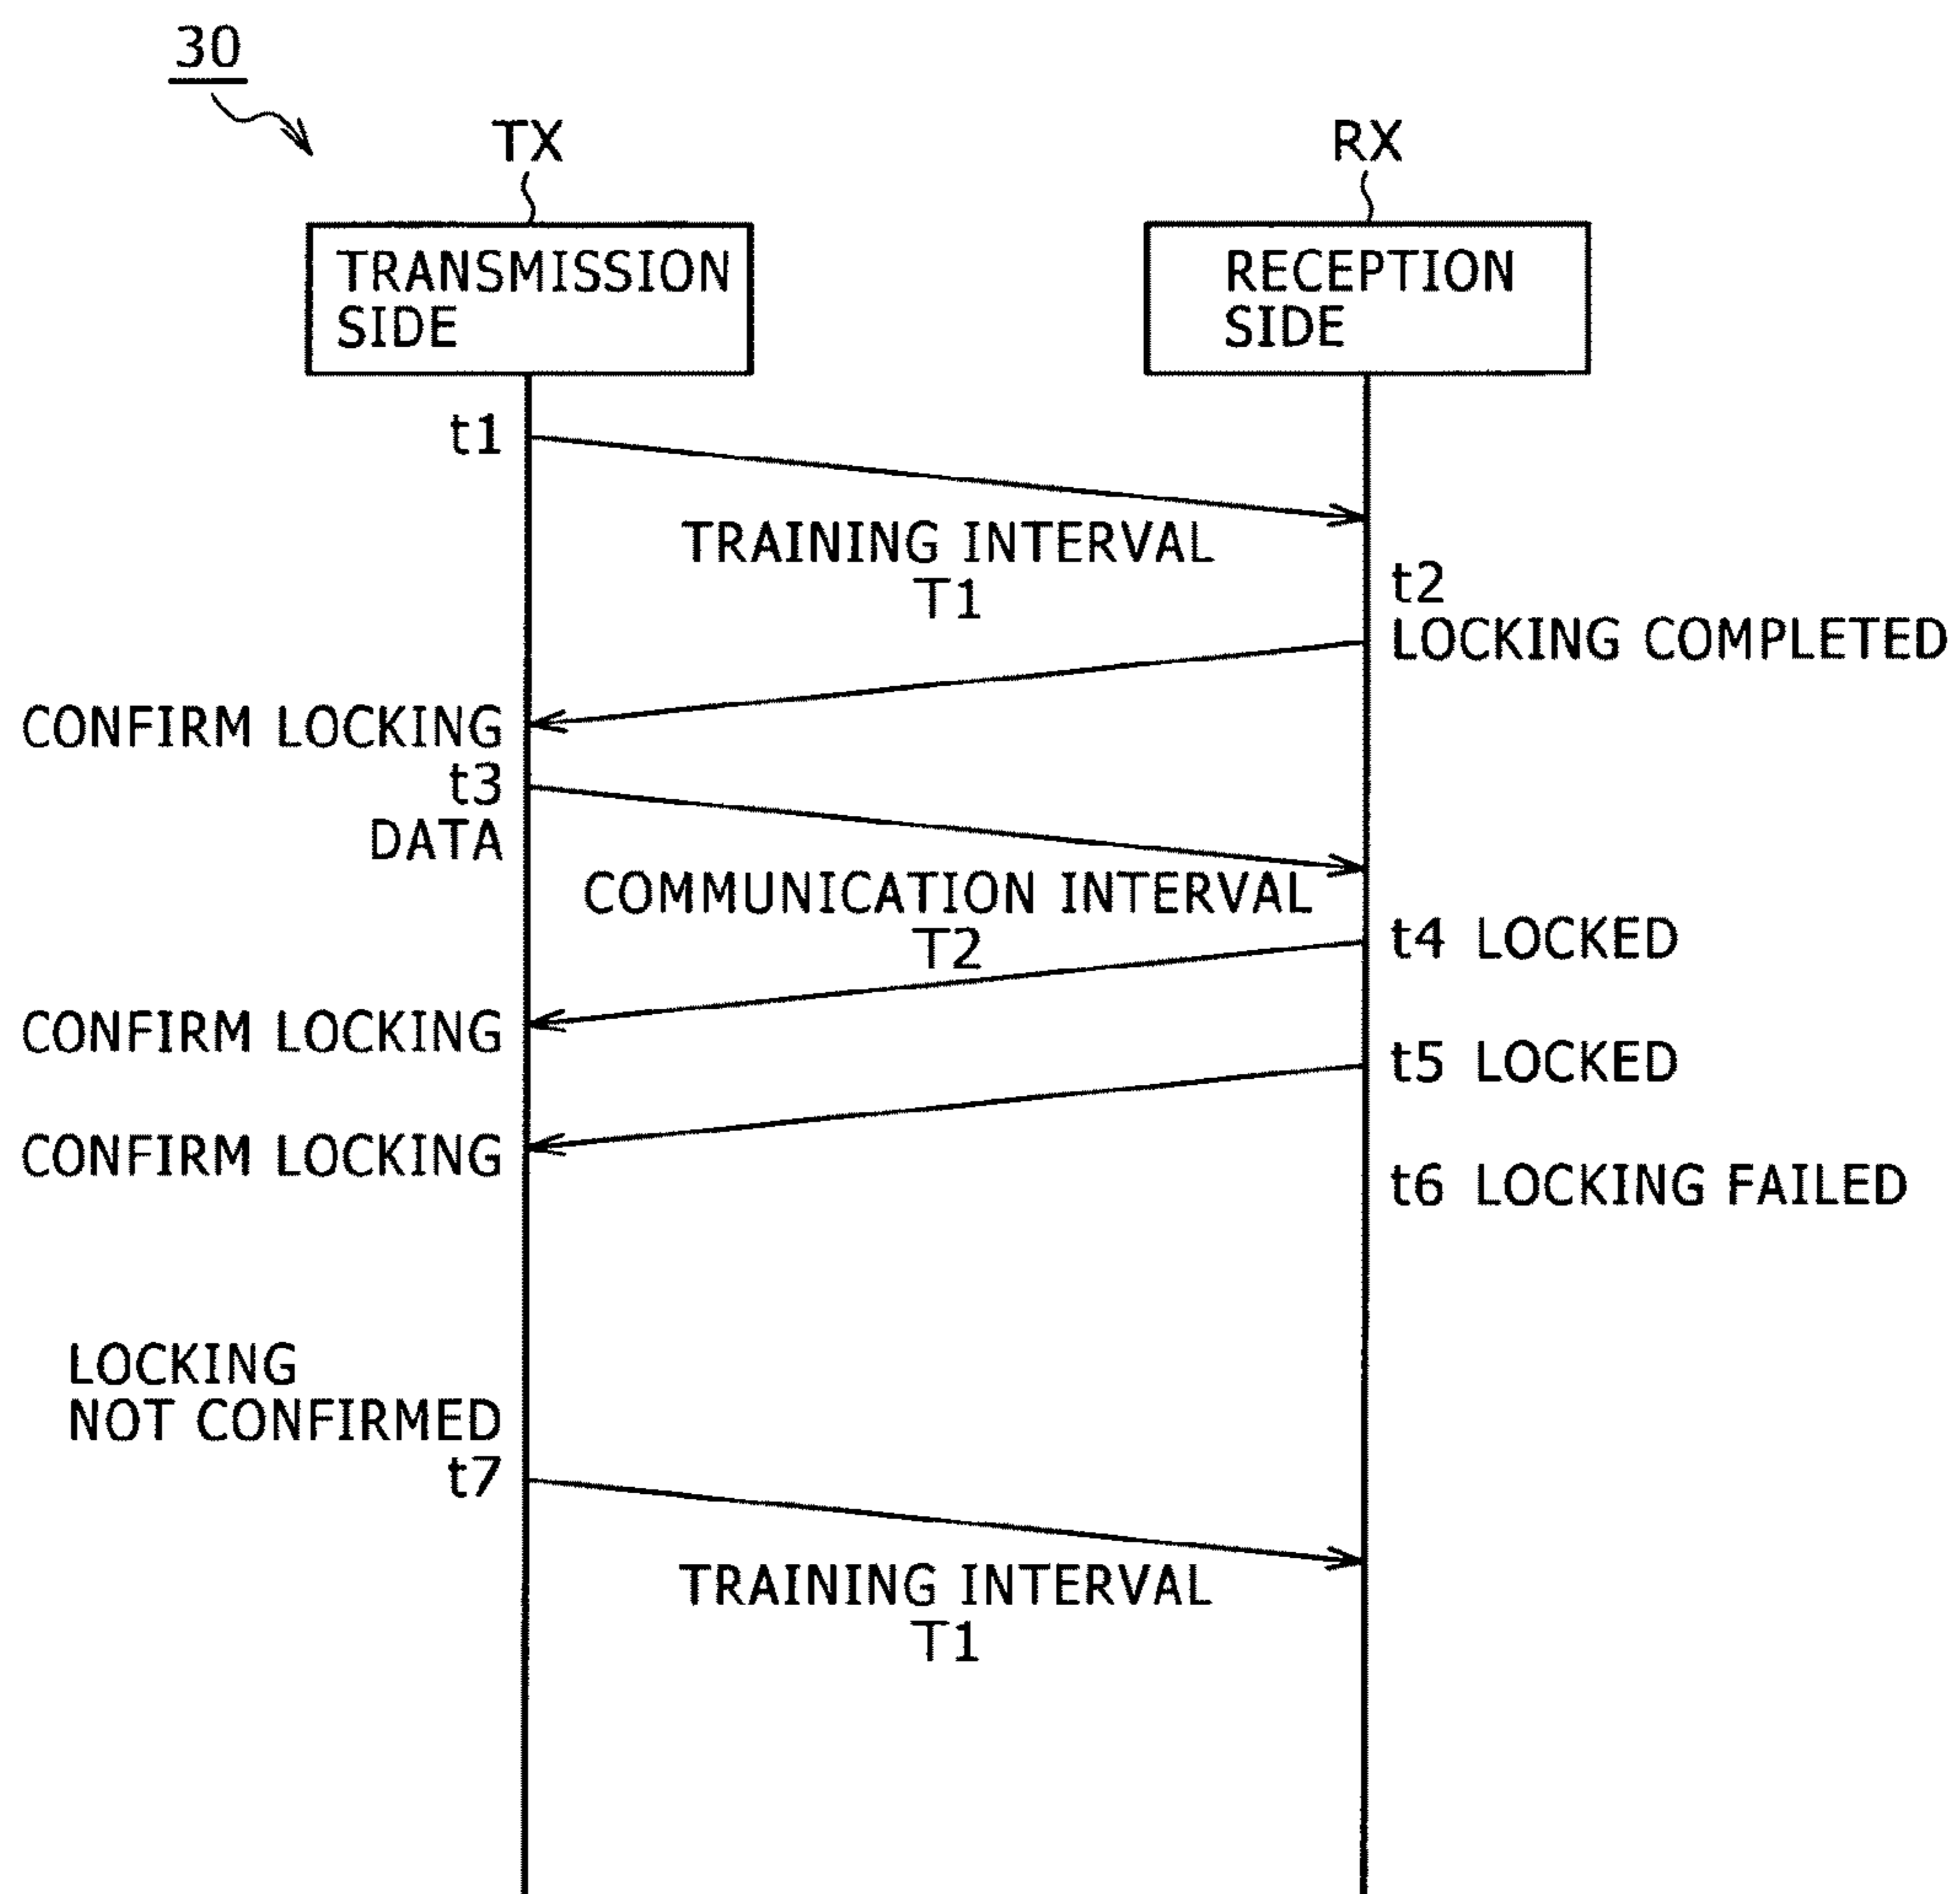 30
TX
RX
TRANSMISSION
SIDE
RECEPTION
SIDE
t1
TRAINING INTERVAL
T1
t2
LOCKING COMPLETED
CONFIRM LOCKING
t3
DATA
COMMUNICATION INTERVAL
T2
t4 LOCKED
CONFIRM LOCKING
t5 LOCKED
CONFIRM LOCKING
t6 LOCKING FAILED
LOCKING
NOT CONFIRMED
t7
TRAINING INTERVAL
T1